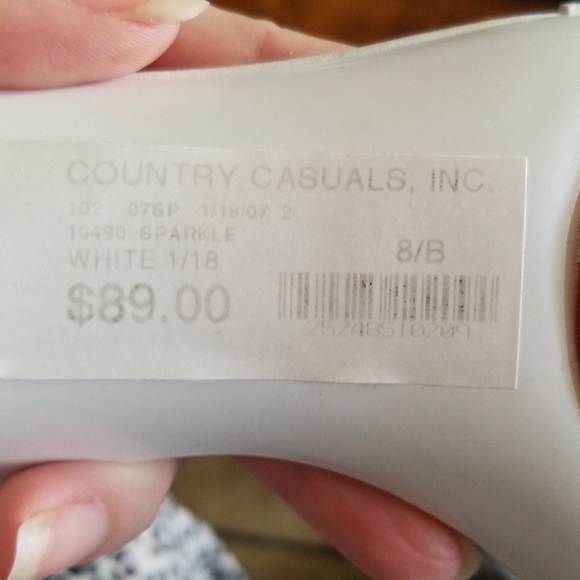 COUNTRY CASUALS, INC.
102 07SP 1/18/07 2
10490 SPARKLE
WHITE 1/18 8/B
$89.00
25248510209